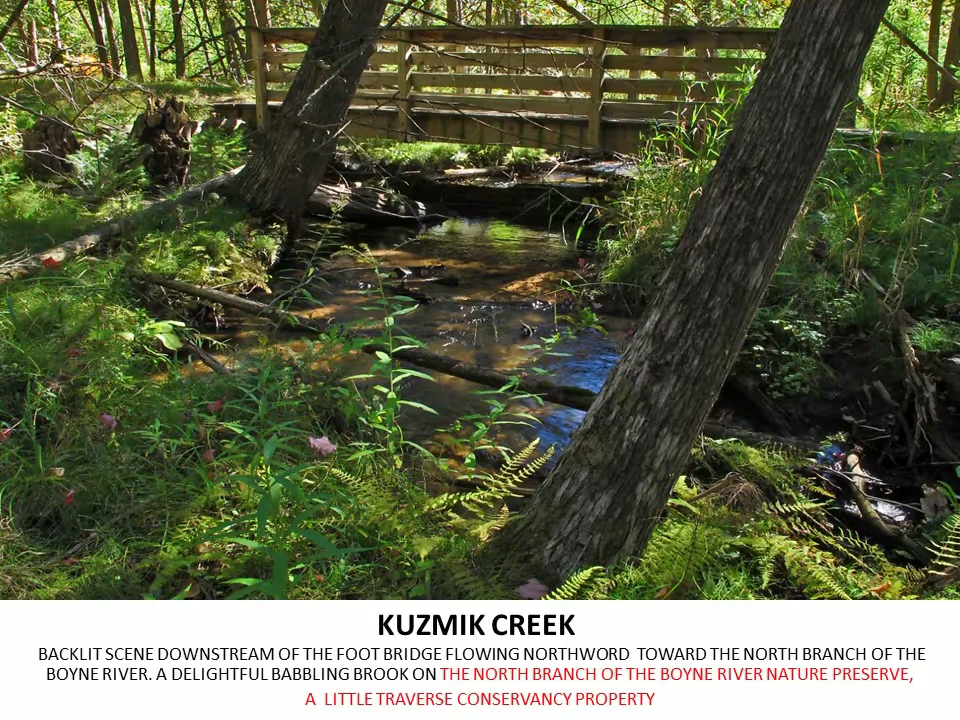 KUZMIK CREEK
BACKLIT SCENE DOWNSTREAM OF THE FOOT BRIDGE FLOWING NORTHWORD  TOWARD THE NORTH BRANCH OF THE
BOYNE RIVER. A DELIGHTFUL BABBLING BROOK ON THE NORTH BRANCH OF THE BOYNE RIVER NATURE PRESERVE,
A  LITTLE TRAVERSE CONSERVANCY PROPERTY